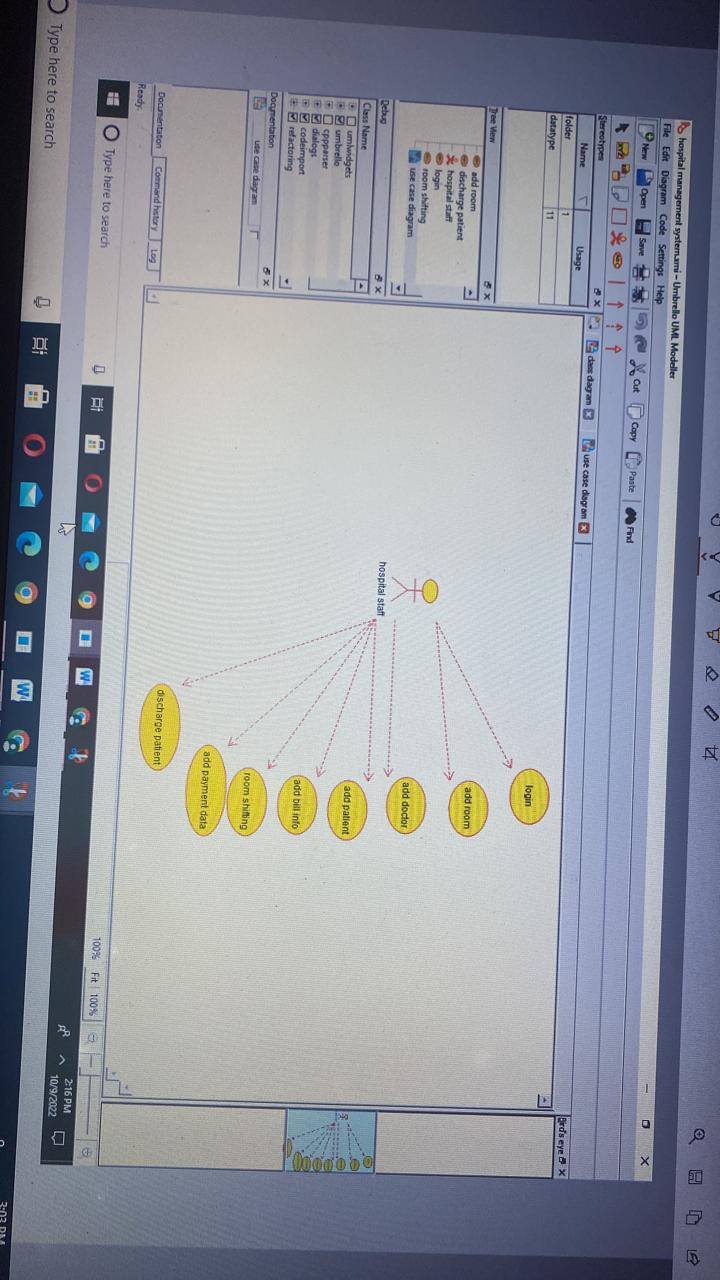 hospital management system.xmi - Umbrello UML Modeller
File Edit Diagram Code Settings Help
New Open Save Cut Copy Paste Find
Stereotypes
Name Usage
folder 1
datatype 11
Tree View
add room
discharge patient
hospital staff
login
room shifting
use case diagram
Debug
Class Name
umlwidgets
umbrello
cppparser
dialogs
codeimport
refactoring
Documentation
use case diagram
Documentation Command history Log
Ready.
class diagram use case diagram
hospital staff
login
add room
add doctor
add patient
add bill info
room shifting
add payment data
discharge patient
Bird's eye
100% Fit 100%
Type here to search
2:16 PM
10/9/2022
Type here to search
3:03 PM